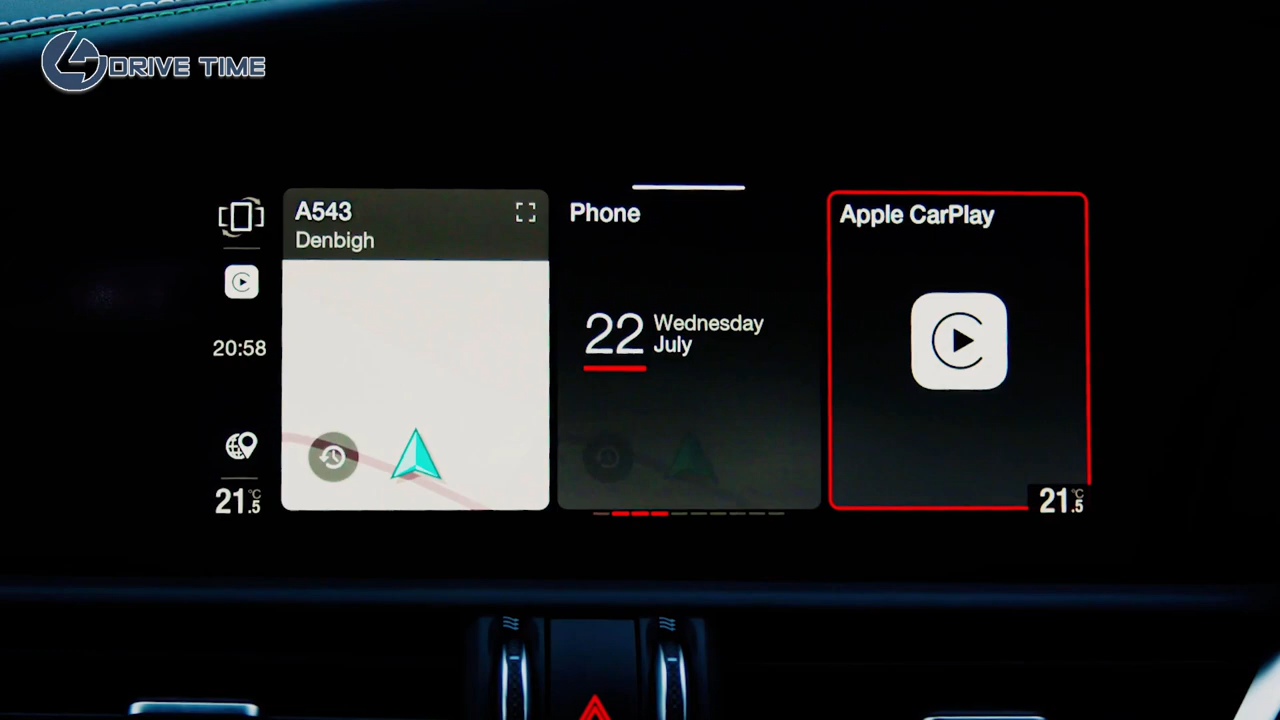 DRIVE TIME
A543
Denbigh
Phone
Apple CarPlay
22
Wednesday
July
20:58
21.5°C
21.5°C